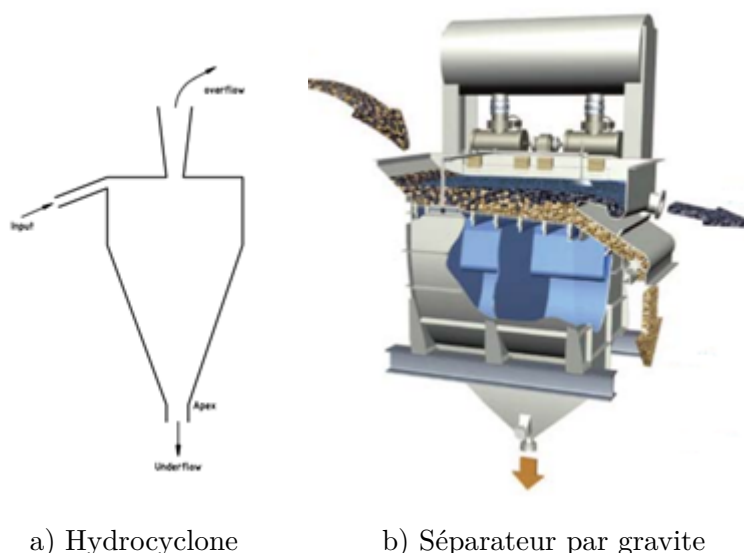 overflow
Input
Apex
Underflow
a) Hydrocyclone
b) Séparateur par gravite